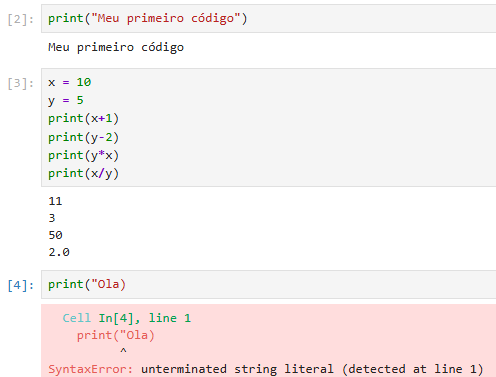 [2]: print("Meu primeiro código")
Meu primeiro código
[3]: x = 10
y = 5
print(x+1)
print(y-2)
print(y*x)
print(x/y)
11
3
50
2.0
[4]: print("Ola)
Cell In[4], line 1
print("Ola)
^
SyntaxError: unterminated string literal (detected at line 1)